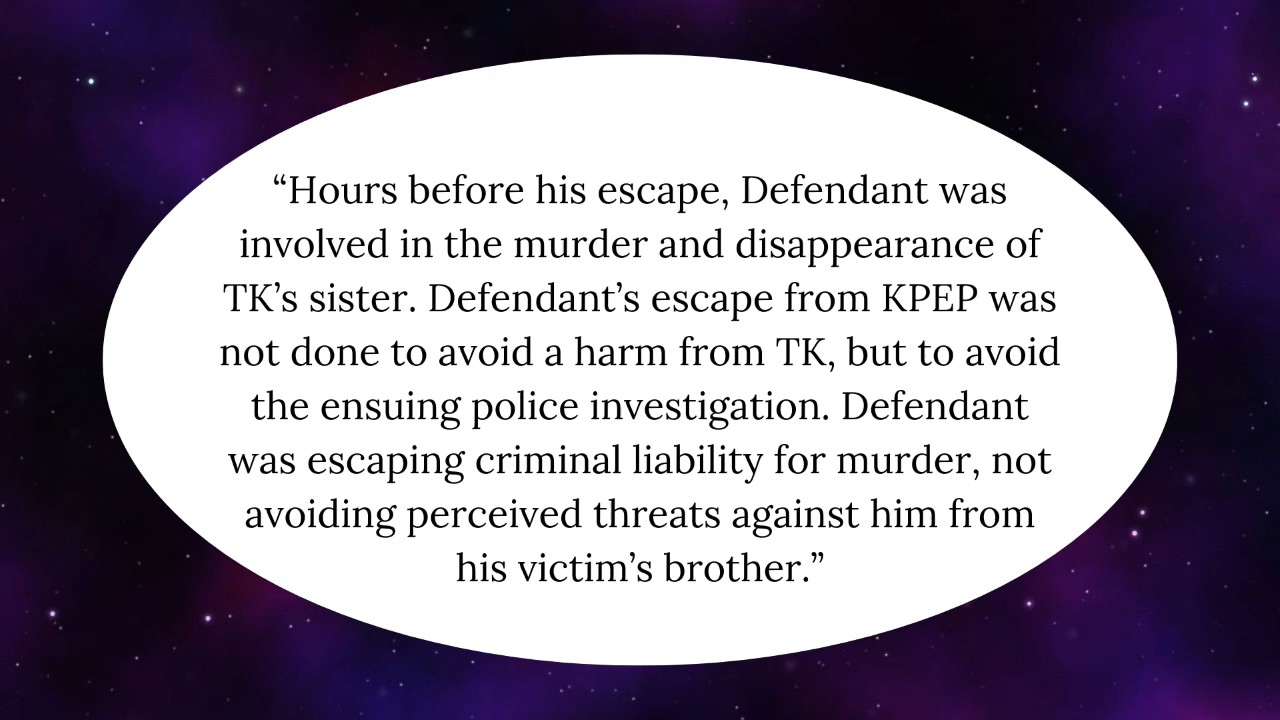 “Hours before his escape, Defendant was
involved in the murder and disappearance of
TK’s sister. Defendant’s escape from KPEP was
not done to avoid a harm from TK, but to avoid
the ensuing police investigation. Defendant
was escaping criminal liability for murder, not
avoiding perceived threats against him from
his victim’s brother.”